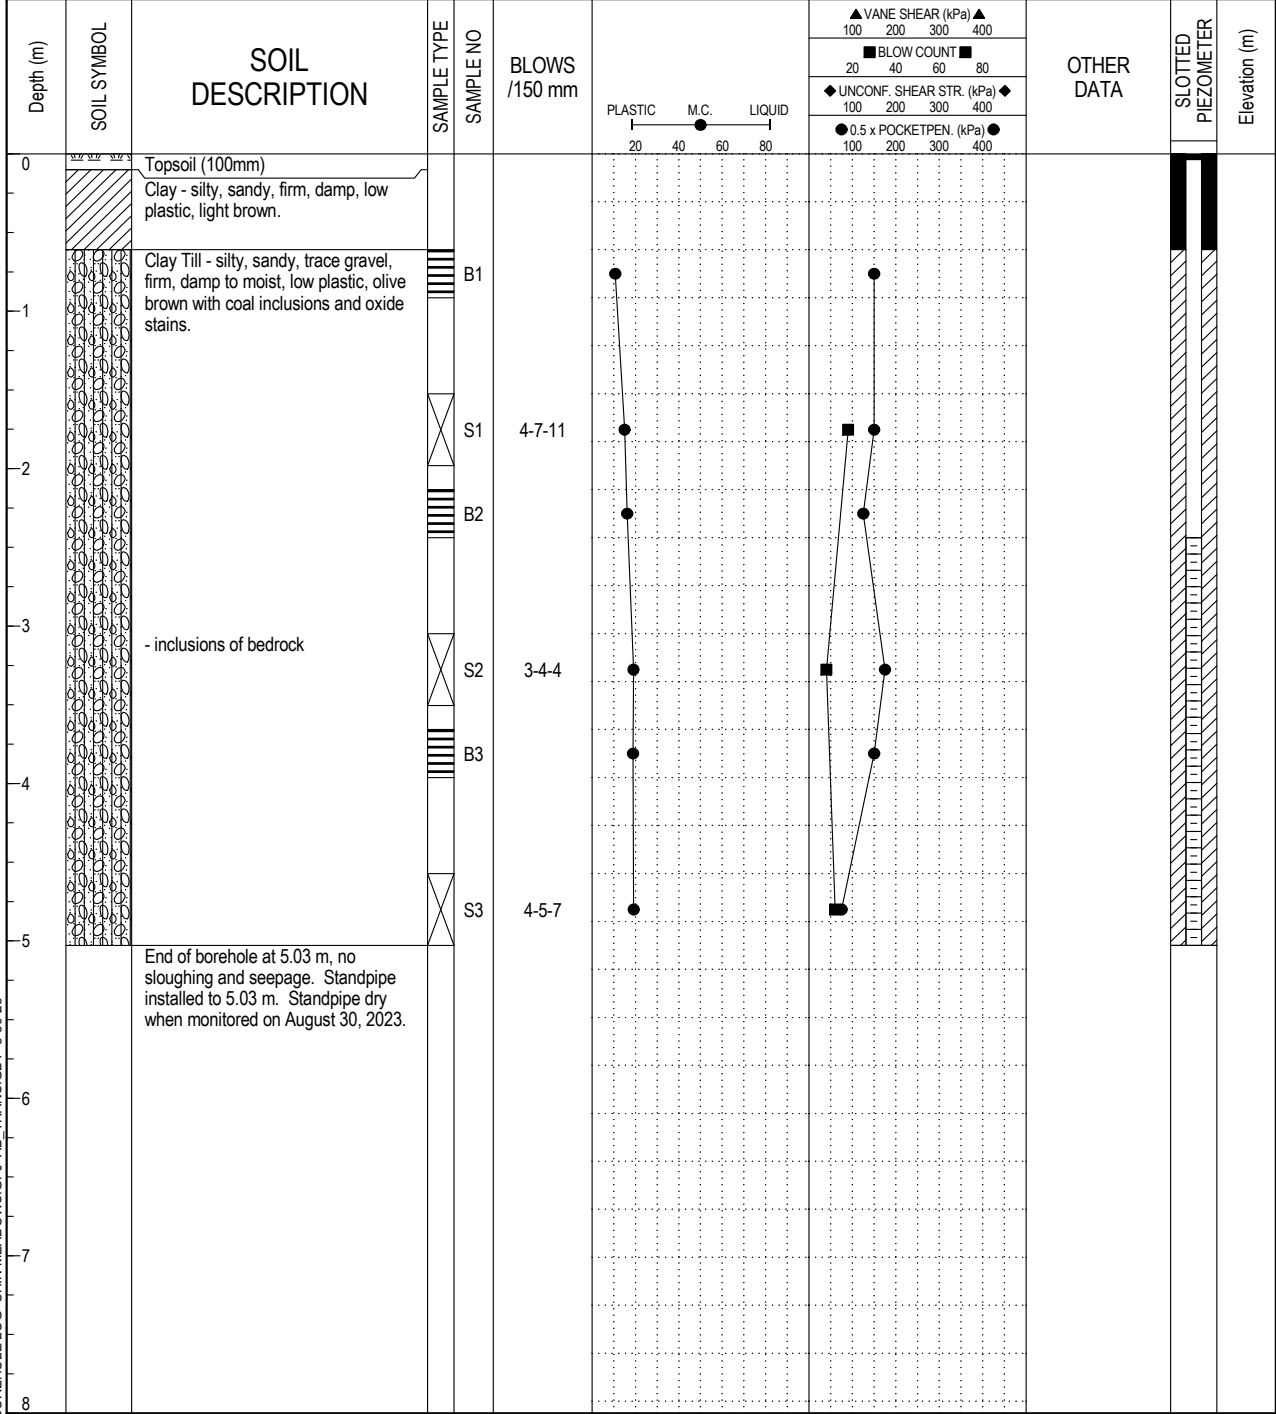 Depth (m)
SOIL SYMBOL
SOIL
DESCRIPTION
SAMPLE TYPE
SAMPLE NO
BLOWS
/150 mm
PLASTIC M.C. LIQUID
20 40 60 80
▲ VANE SHEAR (kPa) ▲
100 200 300 400
■ BLOW COUNT ■
20 40 60 80
◆ UNCONF. SHEAR STR. (kPa) ◆
100 200 300 400
● 0.5 x POCKETPEN. (kPa) ●
100 200 300 400
OTHER
DATA
SLOTTED
PIEZOMETER
Elevation (m)
0
Topsoil (100mm)
Clay - silty, sandy, firm, damp, low
plastic, light brown.
Clay Till - silty, sandy, trace gravel,
firm, damp to moist, low plastic, olive
brown with coal inclusions and oxide
stains.
B1
1
S1 4-7-11
2
B2
3
- inclusions of bedrock
S2 3-4-4
B3
4
S3 4-5-7
5
End of borehole at 5.03 m, no
sloughing and seepage. Standpipe
installed to 5.03 m. Standpipe dry
when monitored on August 30, 2023.
6
7
8